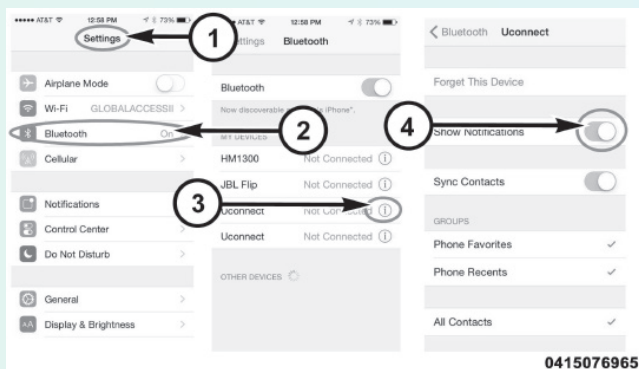 AT&T 12:58 PM 73%
Settings
1
Airplane Mode
Wi-Fi GLOBALACCESSII
Bluetooth On
2
Cellular
Notifications
Control Center
Do Not Disturb
General
Display & Brightness
AT&T 12:58 PM 73%
Settings Bluetooth
Bluetooth
Now discoverable iPhone".
MY DEVICES
HM1300 Not Connected
JBL Flip Not Connected
3
Uconnect Not Connected
Uconnect Not Connected
OTHER DEVICES
Bluetooth Uconnect
Forget This Device
4
Show Notifications
Sync Contacts
GROUPS
Phone Favorites
Phone Recents
All Contacts
0415076965